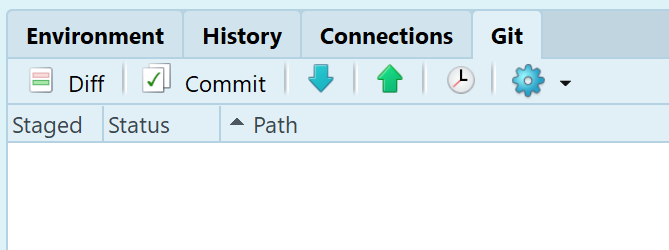 Environment History Connections Git
Diff Commit
Staged Status Path